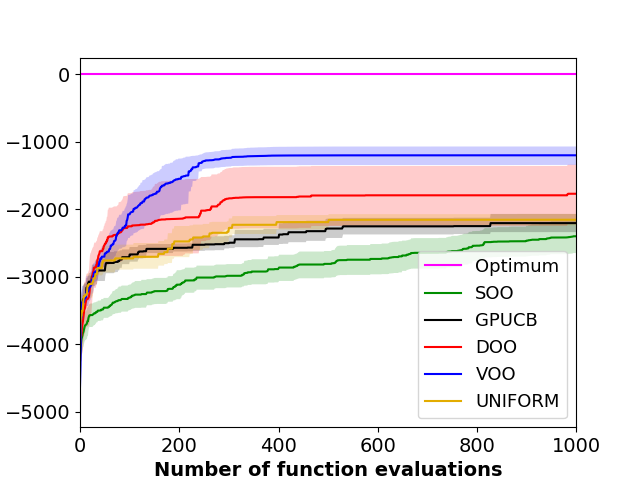 0
−1000
−2000
−3000
−4000
−5000
Optimum
SOO
GPUCB
DOO
VOO
UNIFORM
0 200 400 600 800 1000
Number of function evaluations